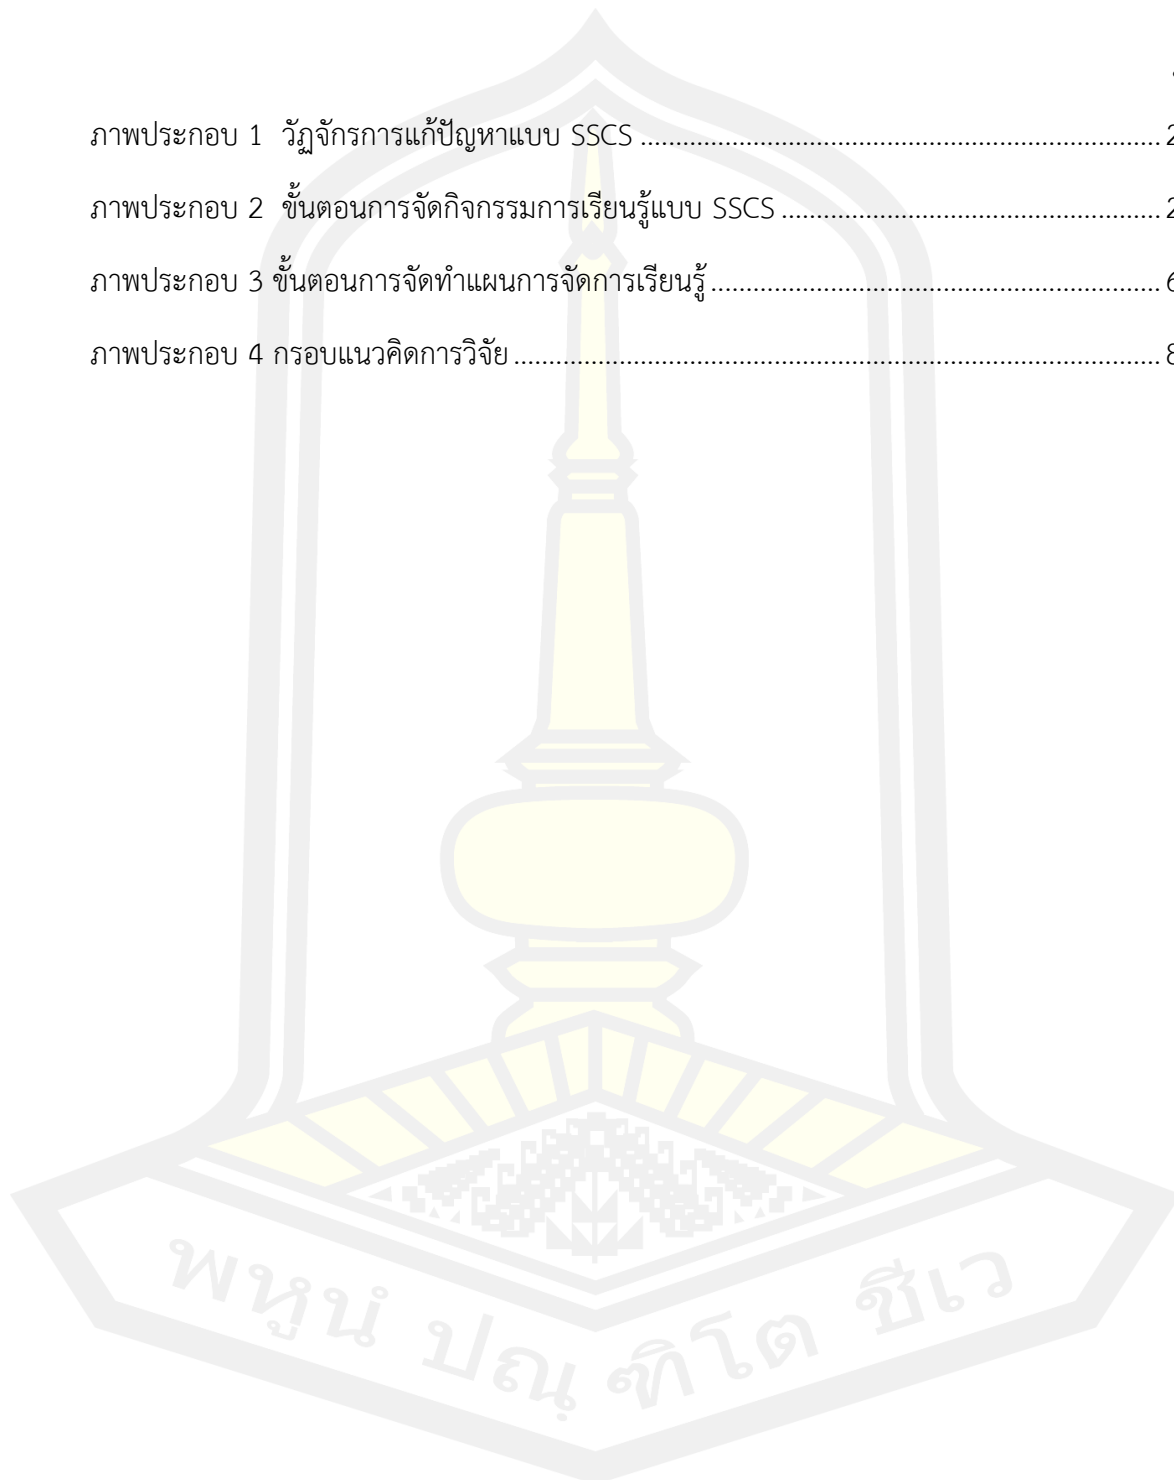 ภาพประกอบ 1 วัฏจักรการแก้ปัญหาแบบ SSCS ........................................................................ 2
ภาพประกอบ 2 ขั้นตอนการจัดกิจกรรมการเรียนรู้แบบ SSCS .................................................... 2
ภาพประกอบ 3 ขั้นตอนการจัดทำแผนการจัดการเรียนรู้ .............................................................. 6
ภาพประกอบ 4 กรอบแนวคิดการวิจัย ......................................................................................... 8
พหูนํ ปณฺฑิโต ชีเว